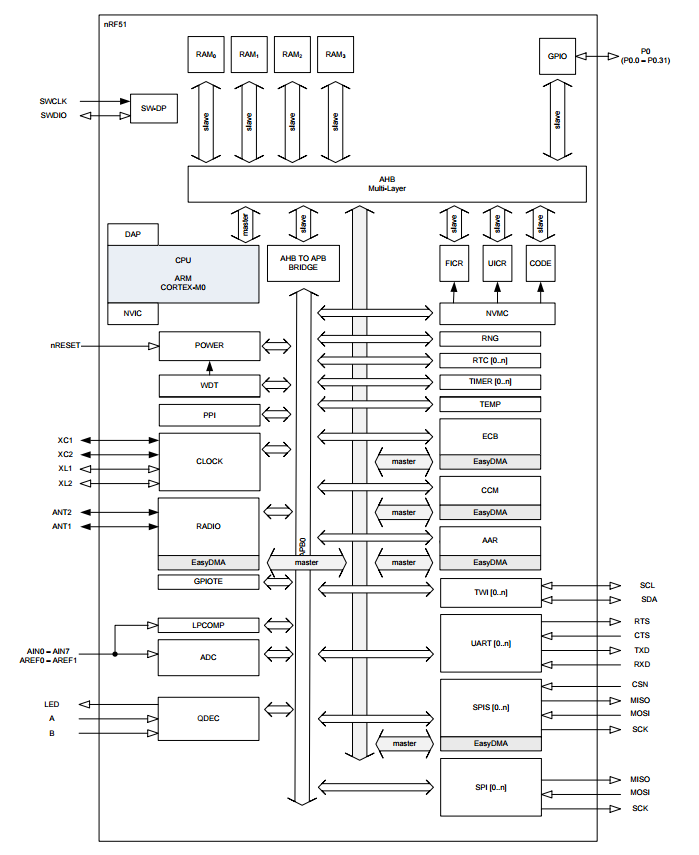 nRF51
RAM0
RAM1
RAM2
RAM3
GPIO
P0
(P0.0 – P0.31)
SWCLK
SWDIO
SW-DP
slave
slave
slave
slave
slave
AHB
Multi-Layer
master
slave
slave
slave
slave
DAP
CPU
ARM
CORTEX-M0
NVIC
AHB TO APB
BRIDGE
FICR
UICR
CODE
NVMC
nRESET
POWER
RNG
RTC [0..n]
WDT
TIMER [0..n]
PPI
TEMP
XC1
XC2
XL1
XL2
CLOCK
ECB
master
EasyDMA
CCM
master
EasyDMA
ANT2
ANT1
RADIO
EasyDMA
master
APB0
AAR
master
EasyDMA
GPIOTE
TWI [0..n]
SCL
SDA
LPCOMP
AIN0 – AIN7
AREF0 – AREF1
ADC
UART [0..n]
RTS
CTS
TXD
RXD
LED
A
B
QDEC
SPIS [0..n]
master
EasyDMA
CSN
MISO
MOSI
SCK
SPI [0..n]
MISO
MOSI
SCK